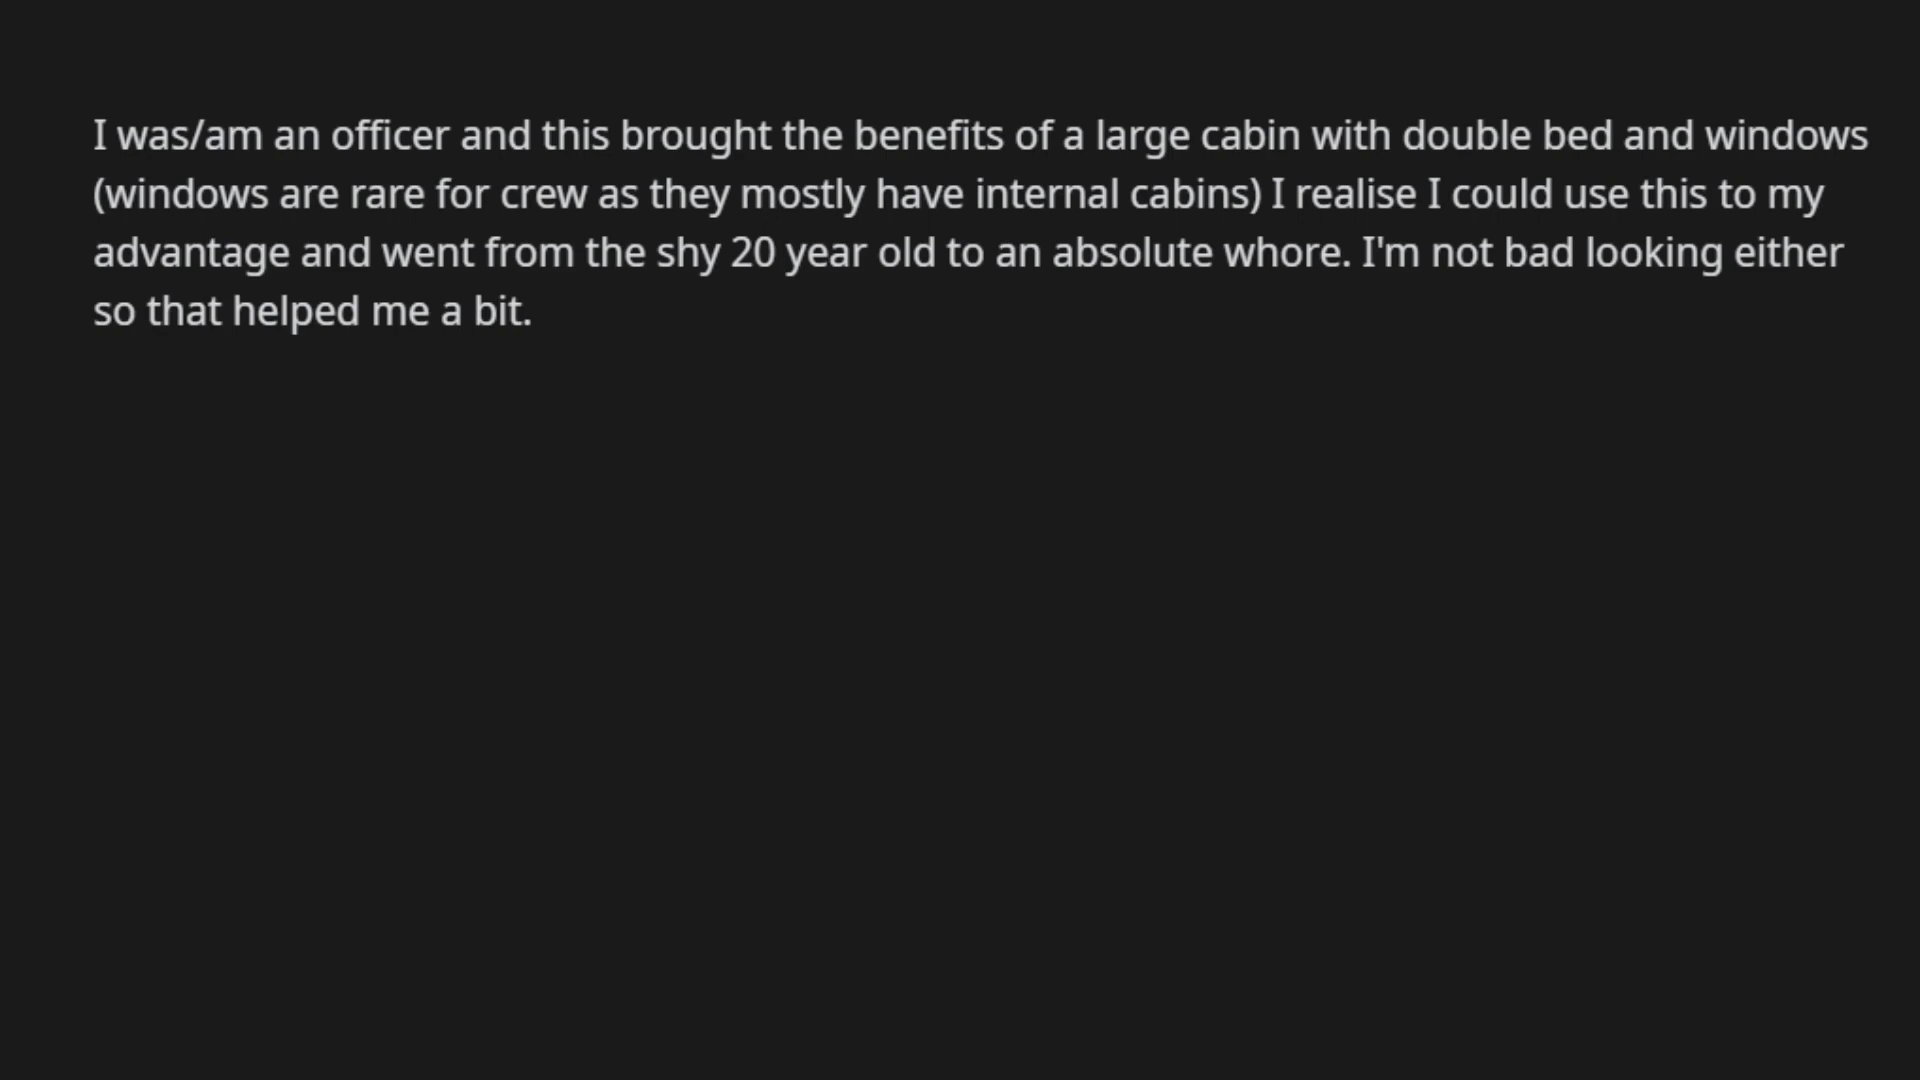 I was/am an officer and this brought the benefits of a large cabin with double bed and windows
(windows are rare for crew as they mostly have internal cabins) I realise I could use this to my
advantage and went from the shy 20 year old to an absolute whore. I'm not bad looking either
so that helped me a bit.